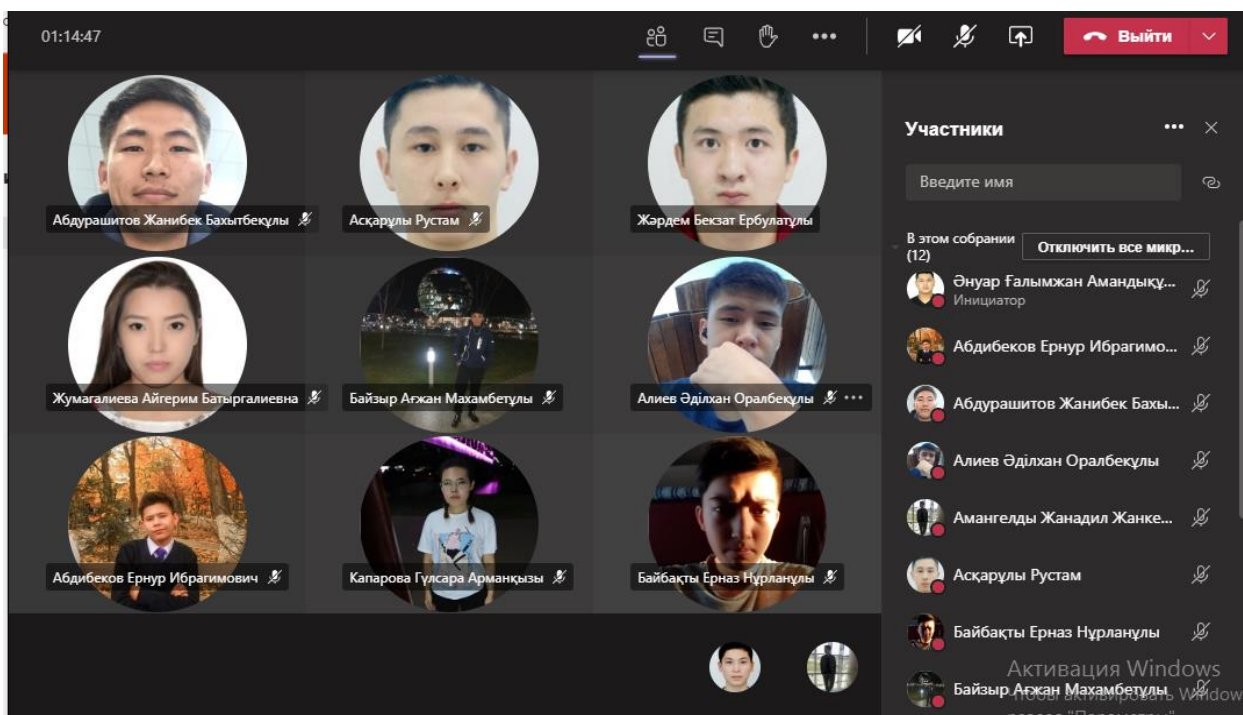 01:14:47
Выйти
Абдурашитов Жанибек Бахытбекұлы
Асқарұлы Рустам
Жәрдем Бекзат Ербулатұлы
Жумагалиева Айгерим Батыргалиевна
Байзыр Ағжан Махамбетұлы
Алиев Әділхан Оралбекұлы
Абдибеков Ернур Ибрагимович
Капарова Гүлсара Арманқызы
Байбақты Ерназ Нұрланұлы
Участники
Введите имя
В этом собрании
(12)
Отключить все микр...
Әнуар Ғалымжан Амандықұ...
Инициатор
Абдибеков Ернур Ибрагимо...
Абдурашитов Жанибек Бахы...
Алиев Әділхан Оралбекұлы
Амангелды Жанадил Жанке...
Асқарұлы Рустам
Байбақты Ерназ Нұрланұлы
Активация Windows
Байзыр Ағжан Махамбетұлы
Чтобы активировать Window